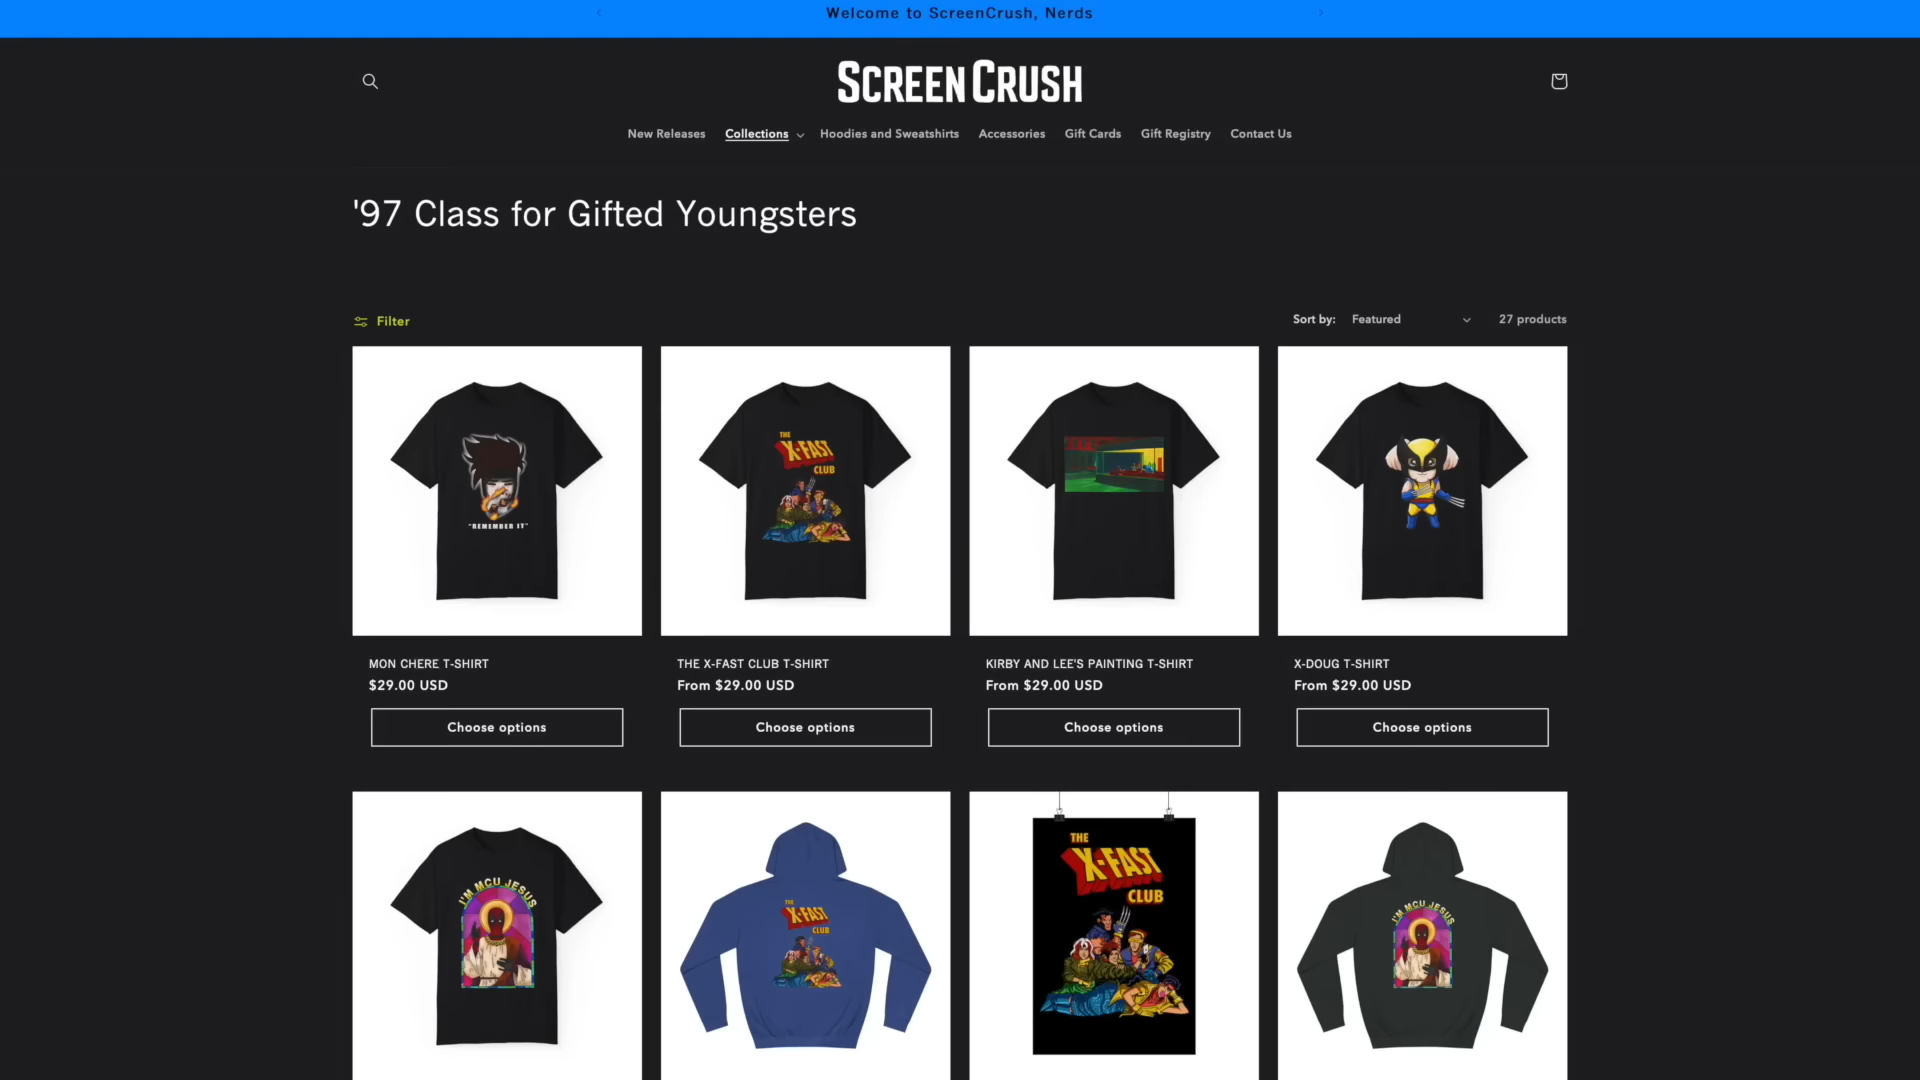 Welcome to ScreenCrush, Nerds
SCREENCRUSH
New Releases Collections Hoodies and Sweatshirts Accessories Gift Cards Gift Registry Contact Us
'97 Class for Gifted Youngsters
Filter
Sort by: Featured 27 products
"REMEMBER IT"
THE
X-FAST
CLUB
MON CHERE T-SHIRT
$29.00 USD
Choose options
THE X-FAST CLUB T-SHIRT
From $29.00 USD
Choose options
KIRBY AND LEE'S PAINTING T-SHIRT
From $29.00 USD
Choose options
X-DOUG T-SHIRT
From $29.00 USD
Choose options
I'M MCU JESUS
THE
X-FAST
CLUB
THE
X-FAST
CLUB
I'M MCU JESUS